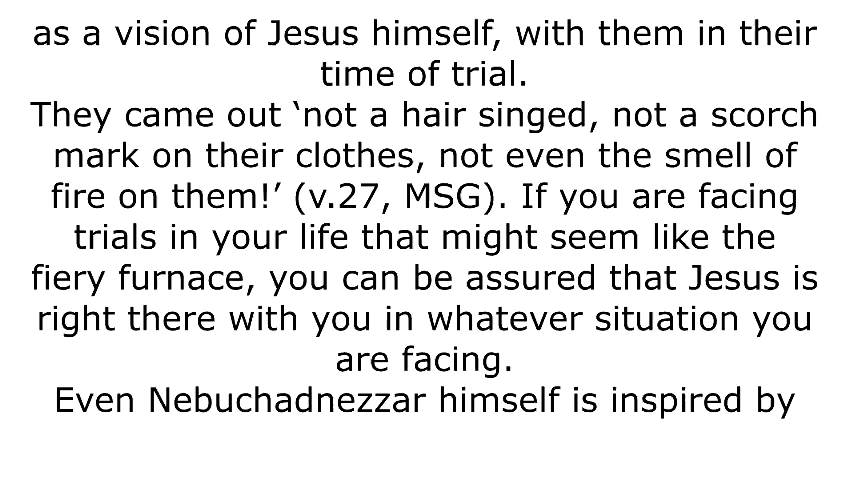 as a vision of Jesus himself, with them in their
time of trial.
They came out ‘not a hair singed, not a scorch
mark on their clothes, not even the smell of
fire on them!’ (v.27, MSG). If you are facing
trials in your life that might seem like the
fiery furnace, you can be assured that Jesus is
right there with you in whatever situation you
are facing.
Even Nebuchadnezzar himself is inspired by